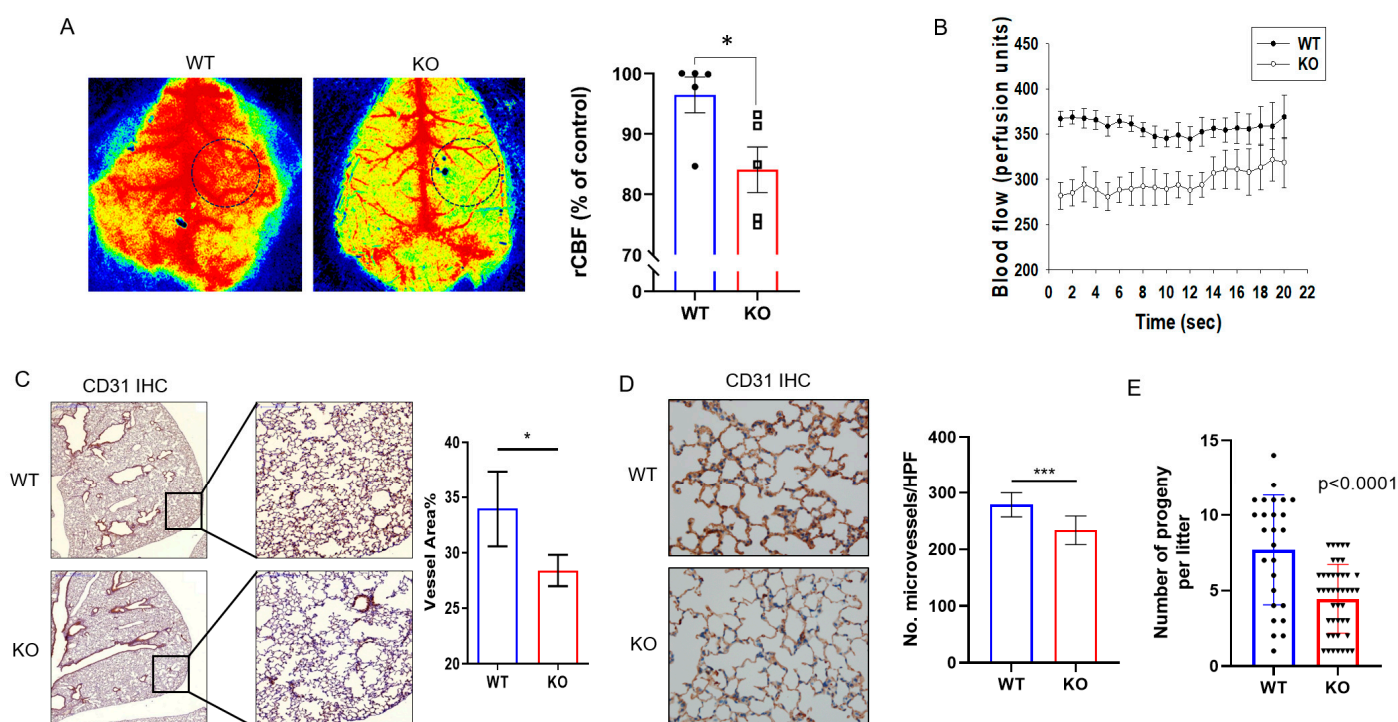 A
WT
KO
rCBF (% of control)
100
90
80
70
0
*
WT
KO
B
Blood flow (perfusion units)
450
400
350
300
250
200
WT
KO
0 2 4 6 8 10 12 14 16 18 20 22
Time (sec)
C
CD31 IHC
WT
KO
Vessel Area%
40
35
30
25
20
*
WT
KO
D
CD31 IHC
WT
KO
No. microvessels/HPF
400
300
200
100
0
***
WT
KO
E
Number of progeny
per litter
15
10
5
0
p<0.0001
WT
KO